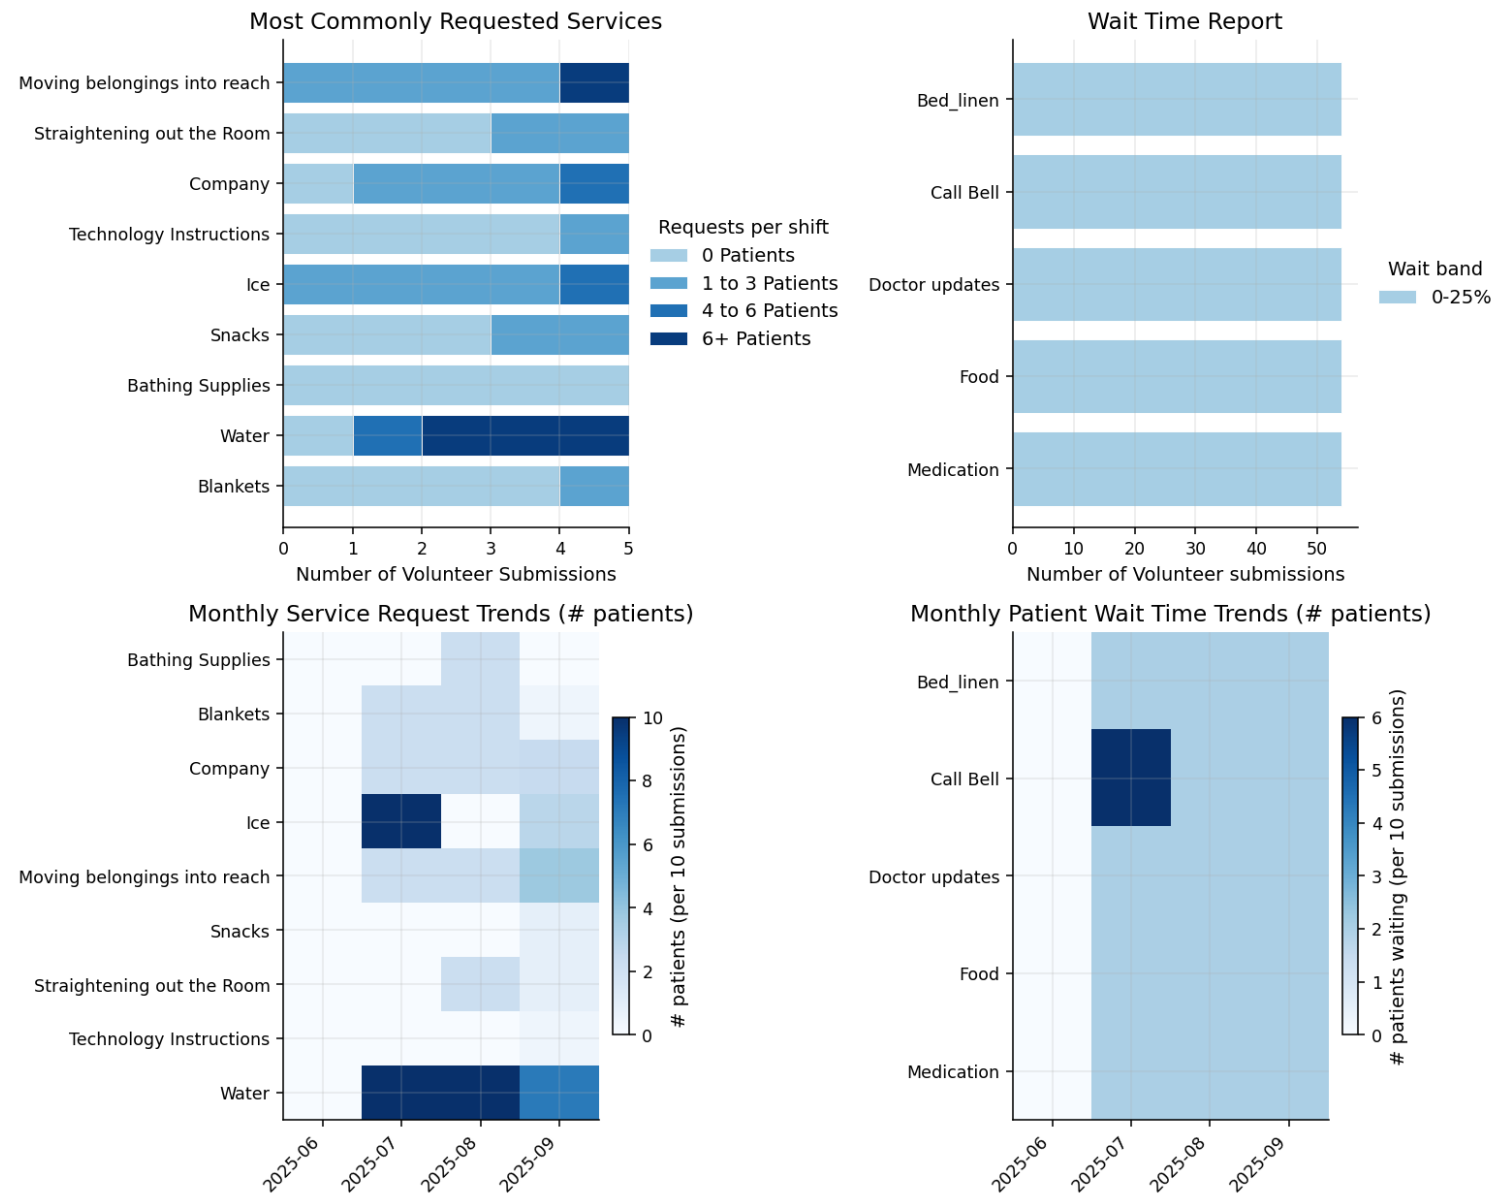 Most Commonly Requested Services
Moving belongings into reach
Straightening out the Room
Company
Technology Instructions
Ice
Snacks
Bathing Supplies
Water
Blankets
0 1 2 3 4 5
Number of Volunteer Submissions
Requests per shift
0 Patients
1 to 3 Patients
4 to 6 Patients
6+ Patients
Wait Time Report
Bed_linen
Call Bell
Doctor updates
Food
Medication
0 10 20 30 40 50
Number of Volunteer submissions
Wait band
0-25%
Monthly Service Request Trends (# patients)
Bathing Supplies
Blankets
Company
Ice
Moving belongings into reach
Snacks
Straightening out the Room
Technology Instructions
Water
2025-06 2025-07 2025-08 2025-09
10
8
6
4
2
0
# patients (per 10 submissions)
Monthly Patient Wait Time Trends (# patients)
Bed_linen
Call Bell
Doctor updates
Food
Medication
2025-06 2025-07 2025-08 2025-09
6
5
4
3
2
1
0
# patients waiting (per 10 submissions)